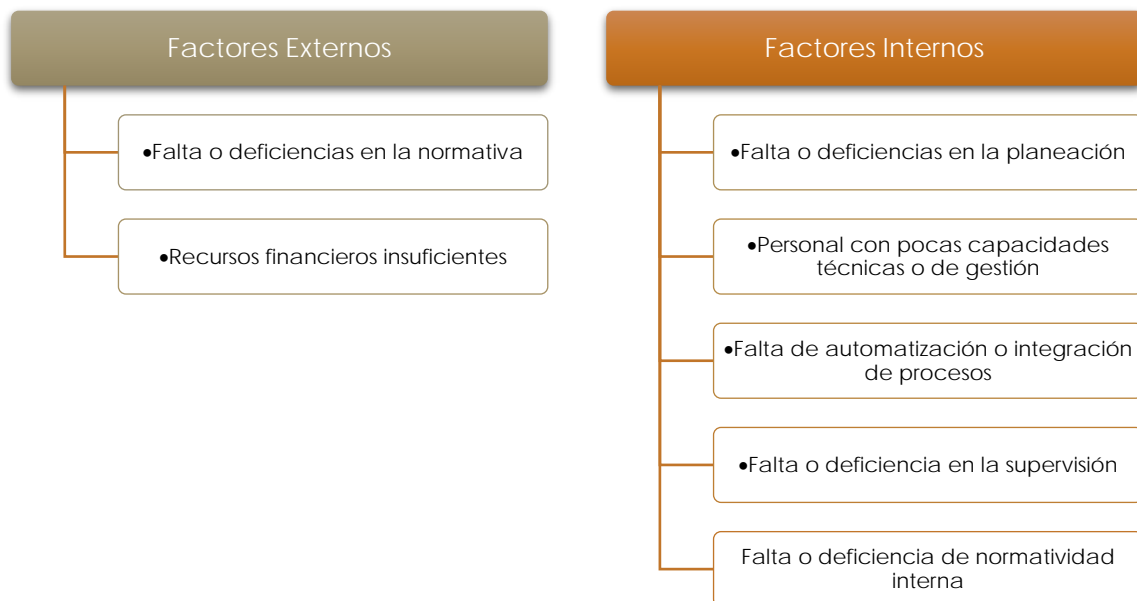 Factores Externos
•Falta o deficiencias en la normativa
•Recursos financieros insuficientes
Factores Internos
•Falta o deficiencias en la planeación
•Personal con pocas capacidades
técnicas o de gestión
•Falta de automatización o integración
de procesos
•Falta o deficiencia en la supervisión
Falta o deficiencia de normatividad
interna